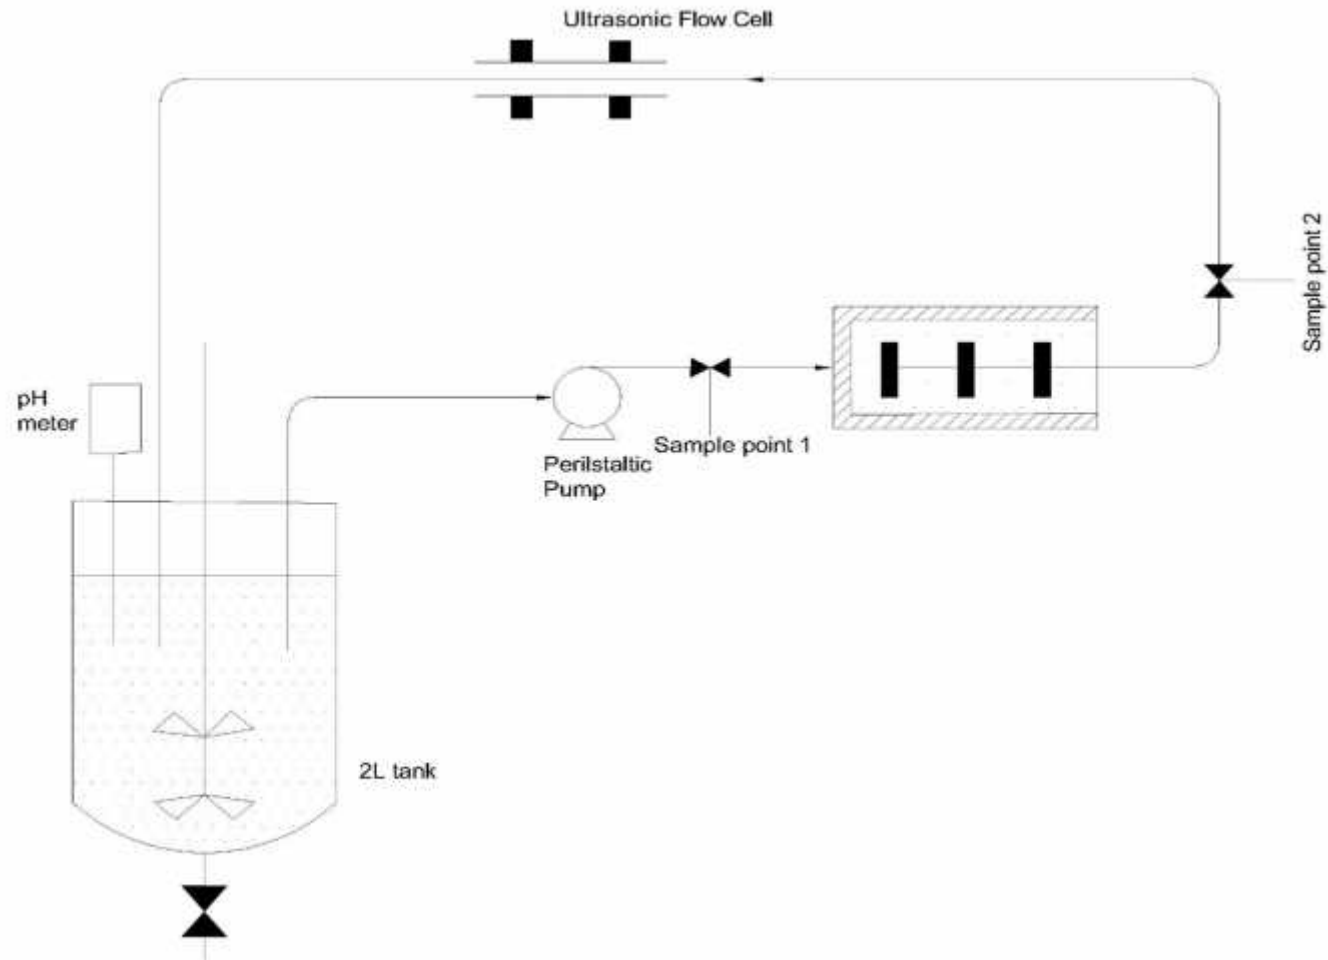 Ultrasonic Flow Cell
Sample point 2
pH
meter
Sample point 1
Perilstaltic
Pump
2L tank